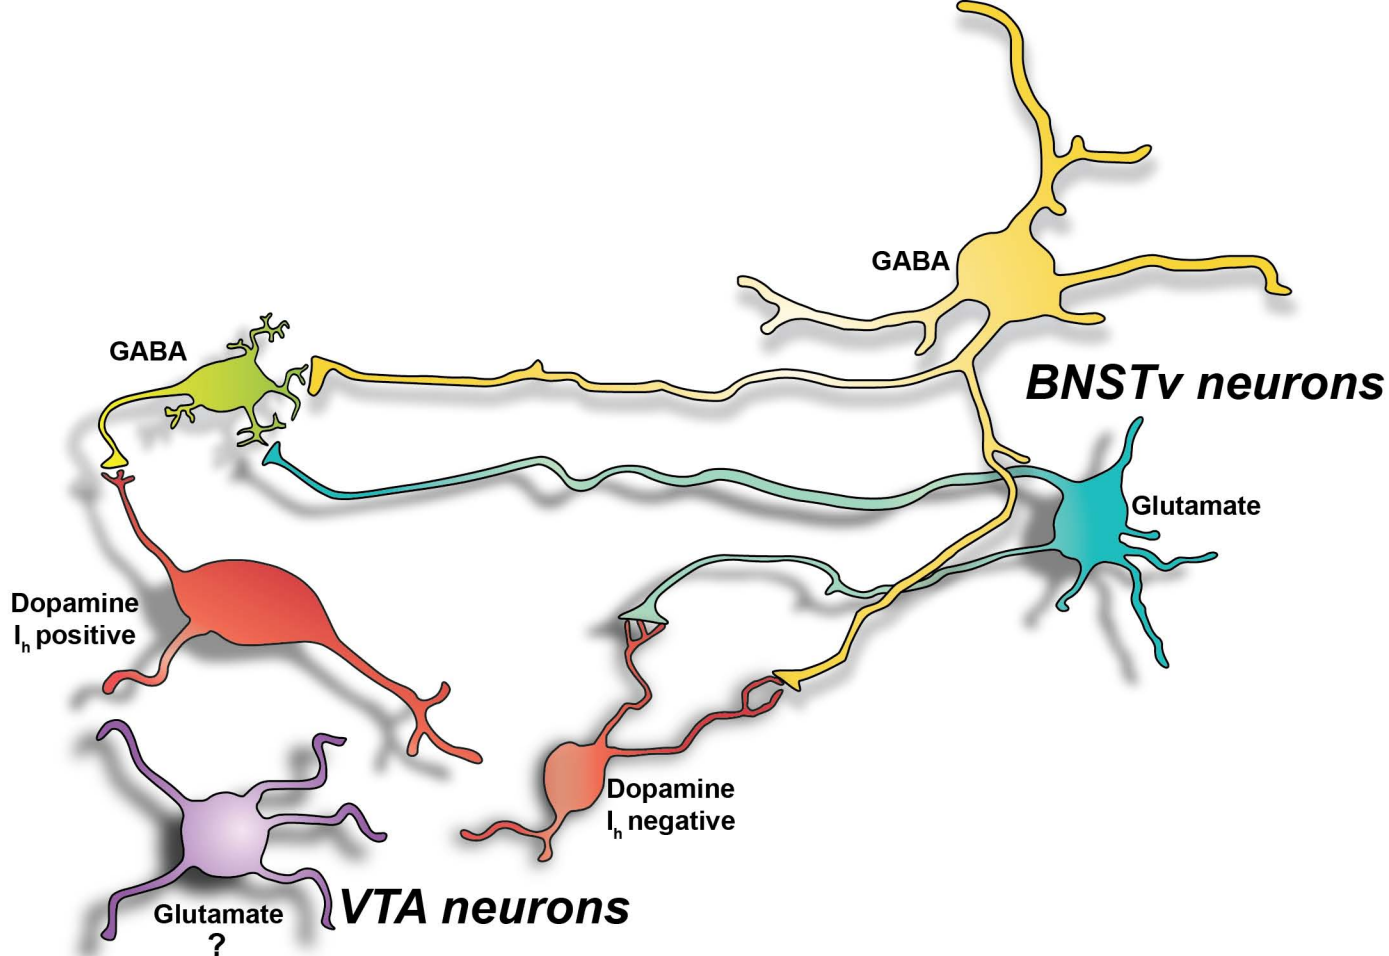 GABA
GABA
BNSTv neurons
Glutamate
Dopamine
Ih positive
Dopamine
Ih negative
VTA neurons
Glutamate
?